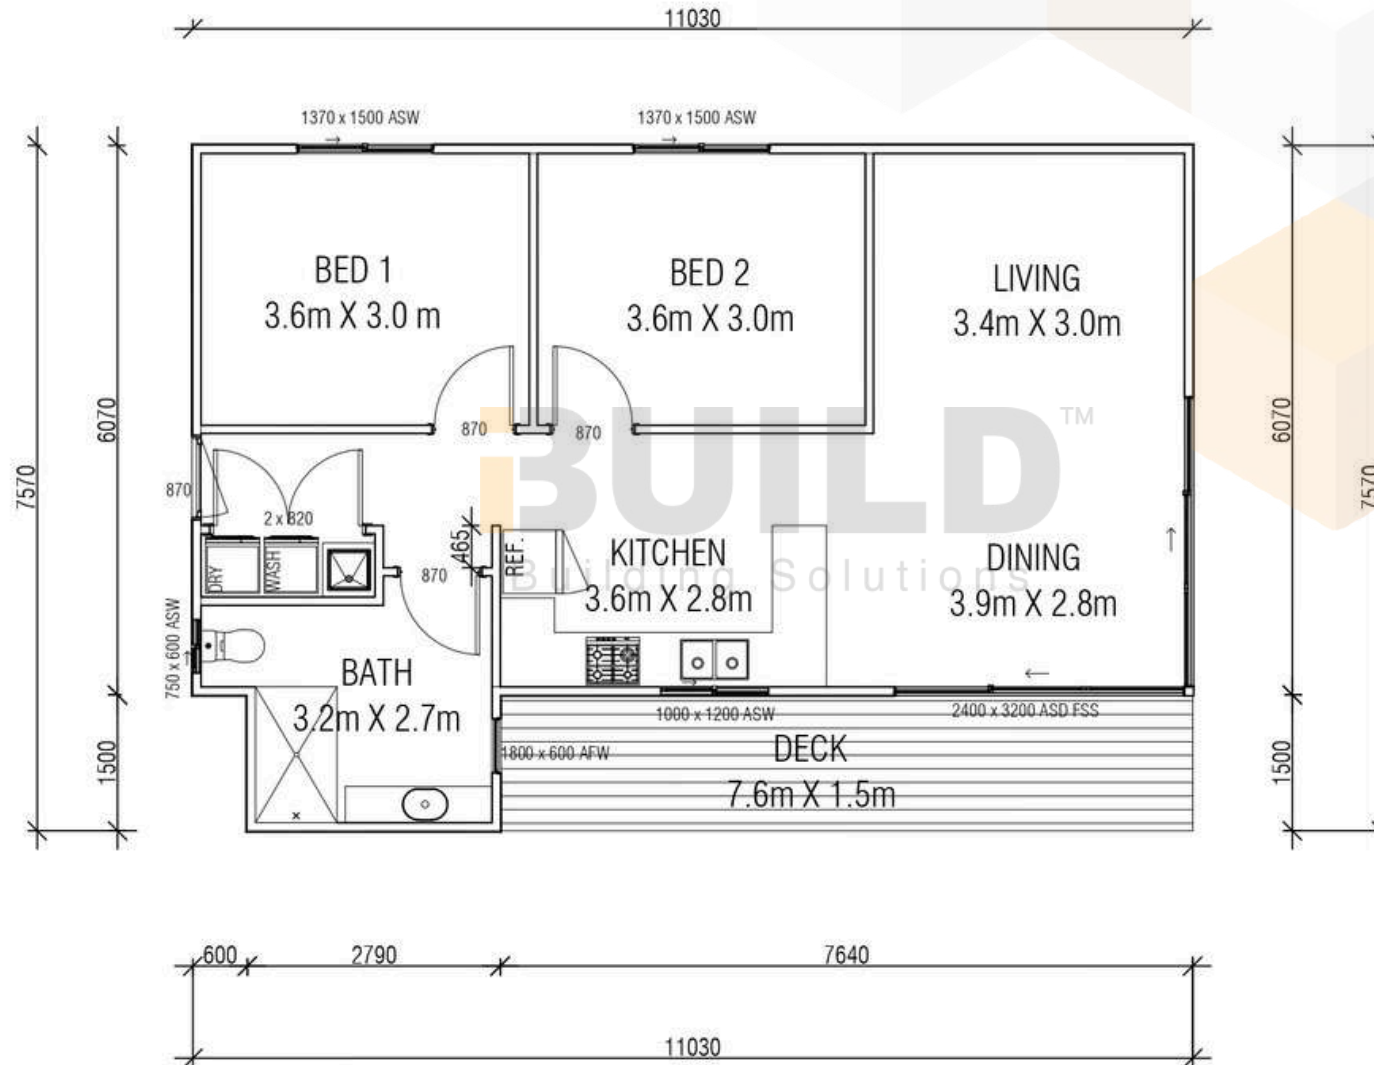 11030
1370 x 1500 ASW
1370 x 1500 ASW
BED 1
3.6m X 3.0 m
BED 2
3.6m X 3.0m
LIVING
3.4m X 3.0m
7570
6070
6070
7570
870
870
870
2 x 820
iBUILD™
Building Solutions
DRY
WASH
870
465
REF.
KITCHEN
3.6m X 2.8m
DINING
3.9m X 2.8m
750 x 600 ASW
BATH
3.2m X 2.7m
1000 x 1200 ASW
2400 x 3200 ASD FSS
1800 x 600 AFW
DECK
7.6m X 1.5m
1500
1500
600
2790
7640
11030